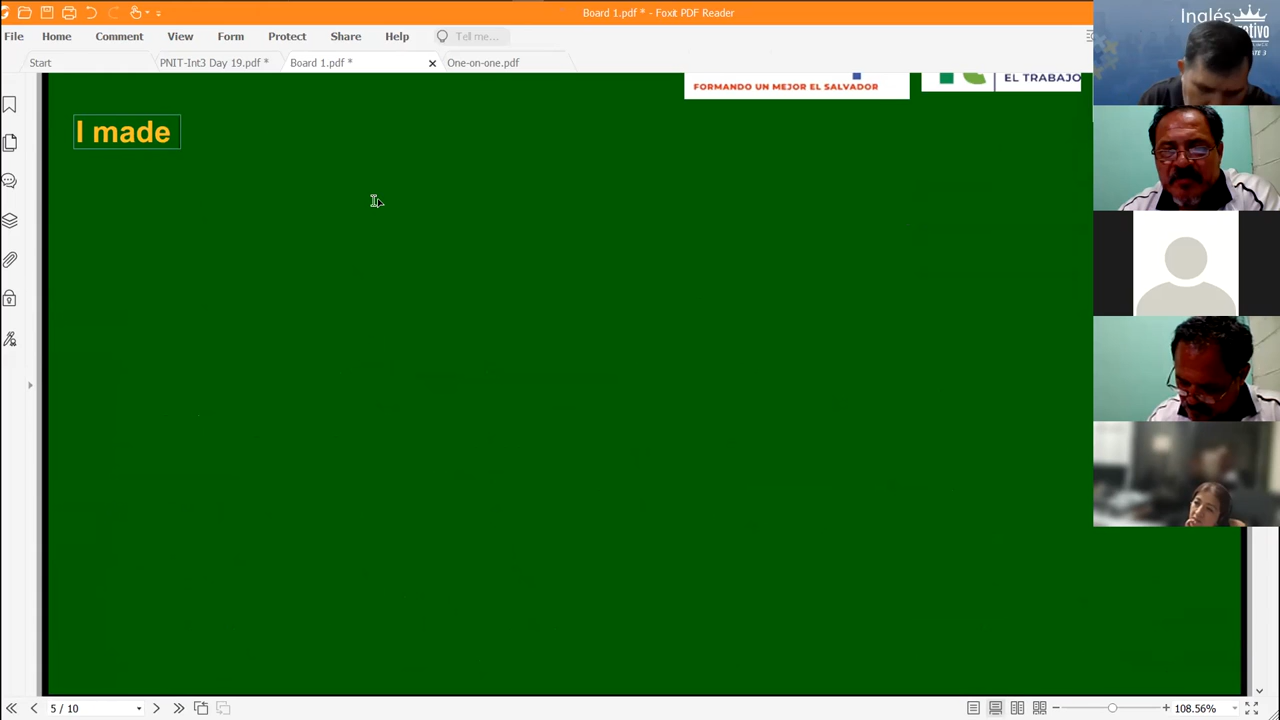 Board 1.pdf * - Foxit PDF Reader
File Home Comment View Form Protect Share Help Tell me...
Start PNIT-Int3 Day 19.pdf * Board 1.pdf * One-on-one.pdf
FORMANDO UN MEJOR EL SALVADOR
EL TRABAJO
I made
Inglés
5 / 10
108.56%